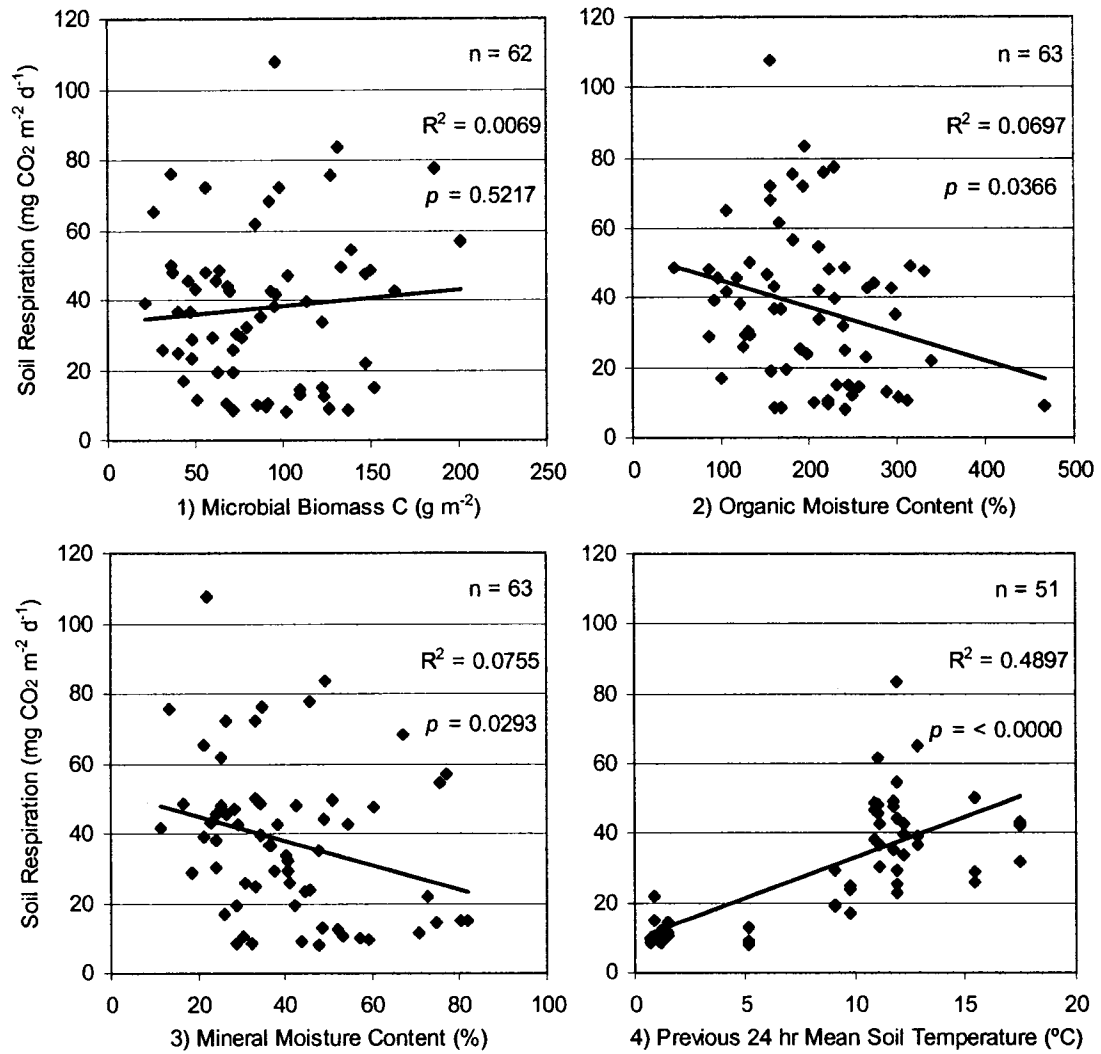 120
100
80
60
40
20
0
Soil Respiration (mg CO2 m-2 d-1)
n = 62
R2 = 0.0069
p = 0.5217
0 50 100 150 200 250
1) Microbial Biomass C (g m-2)
120
100
80
60
40
20
0
n = 63
R2 = 0.0697
p = 0.0366
0 100 200 300 400 500
2) Organic Moisture Content (%)
120
100
80
60
40
20
0
Soil Respiration (mg CO2 m-2 d-1)
n = 63
R2 = 0.0755
p = 0.0293
0 20 40 60 80 100
3) Mineral Moisture Content (%)
120
100
80
60
40
20
0
n = 51
R2 = 0.4897
p = < 0.0000
0 5 10 15 20
4) Previous 24 hr Mean Soil Temperature (ºC)